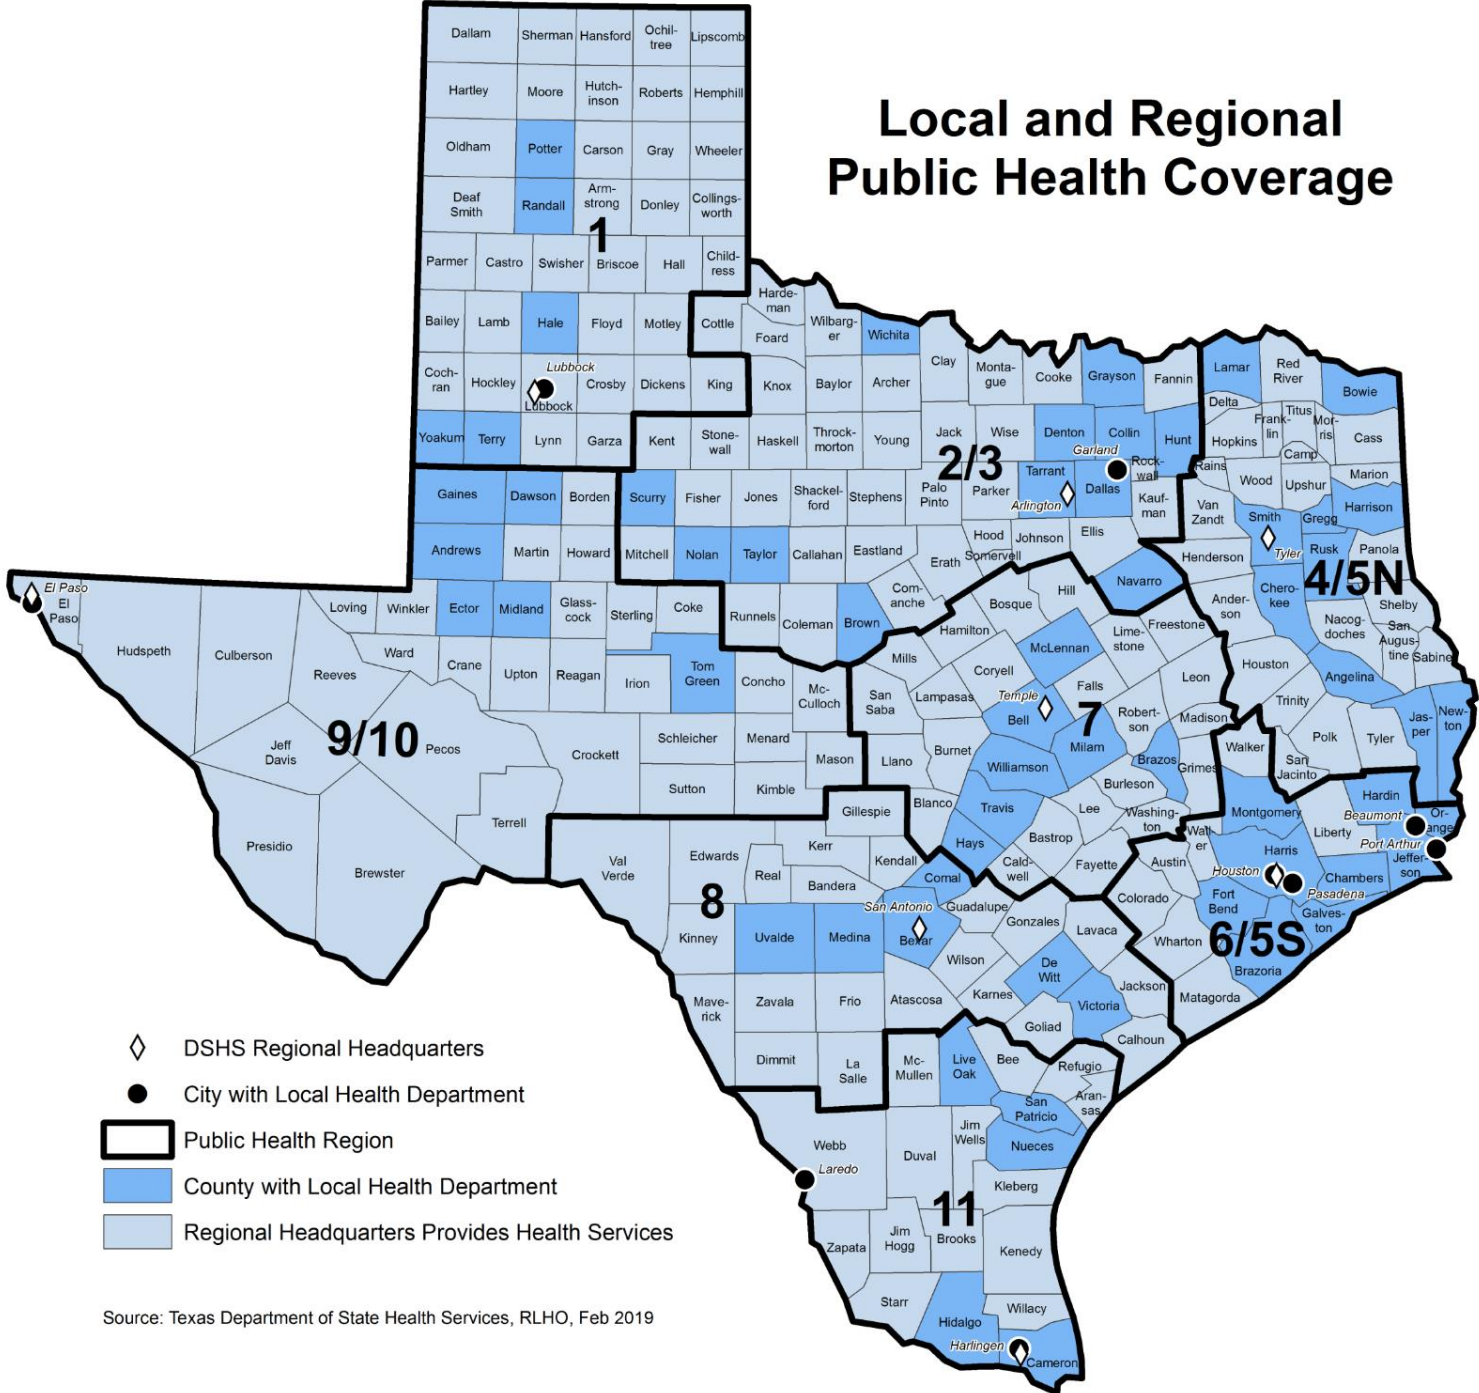 Local and Regional
Public Health Coverage
Dallam
Sherman
Hansford
Ochil-
tree
Lipscomb
Hartley
Moore
Hutch-
inson
Roberts
Hemphill
Oldham
Potter
Carson
Gray
Wheeler
Deaf
Smith
Randall
Arm-
strong
Donley
Collings-
worth
1
Parmer
Castro
Swisher
Briscoe
Hall
Child-
ress
Bailey
Lamb
Hale
Floyd
Motley
Cottle
Harde-
man
Foard
Wilbarg-
er
Wichita
Coch-
ran
Hockley
Lubbock
Lubbock
Crosby
Dickens
King
Knox
Baylor
Archer
Clay
Monta-
gue
Cooke
Grayson
Fannin
Lamar
Red
River
Bowie
Yoakum
Terry
Lynn
Garza
Kent
Stone-
wall
Haskell
Throck-
morton
Young
Jack
Wise
Denton
Collin
Hunt
Delta
Hopkins
Frank-
lin
Titus
Mor-
ris
Camp
Cass
2/3
Garland
Rock-
wall
Rains
Wood
Upshur
Marion
Gaines
Dawson
Borden
Scurry
Fisher
Jones
Shackel-
ford
Stephens
Palo
Pinto
Parker
Tarrant
Arlington
Dallas
Kauf-
man
Van
Zandt
Smith
Tyler
Gregg
Harrison
Andrews
Martin
Howard
Mitchell
Nolan
Taylor
Callahan
Eastland
Erath
Hood
Somervell
Johnson
Ellis
Henderson
Rusk
Panola
4/5N
El Paso
El
Paso
Hudspeth
Culberson
Loving
Winkler
Ector
Midland
Glass-
cock
Sterling
Coke
Runnels
Coleman
Brown
Com-
anche
Bosque
Hill
Navarro
Ander-
son
Chero-
kee
Nacog-
doches
Shelby
San
Augus-
tine
Sabine
Reeves
Ward
Crane
Upton
Reagan
Irion
Tom
Green
Concho
Mc-
Culloch
Mills
Hamilton
Coryell
McLennan
Lime-
stone
Freestone
Leon
Houston
Angelina
Trinity
Polk
Tyler
Jas-
per
New-
ton
San
Saba
Lampasas
Temple
Bell
Falls
7
Milam
Robert-
son
Madison
Walker
San
Jacinto
Jeff
Davis
9/10
Pecos
Crockett
Schleicher
Menard
Mason
Llano
Burnet
Williamson
Brazos
Grimes
Burleson
Sutton
Kimble
Gillespie
Blanco
Travis
Lee
Washing-
ton
Montgomery
Liberty
Hardin
Beaumont
Or-
ange
Port Arthur
Jeffer-
son
Presidio
Brewster
Terrell
Val
Verde
Edwards
Kerr
Real
Bandera
Kendall
Hays
Bastrop
Cald-
well
Fayette
Austin
Wall-
er
Harris
Houston
Pasadena
Chambers
8
Comal
San Antonio
Bexar
Guadalupe
Gonzales
Lavaca
Colorado
Fort
Bend
Galves-
ton
Kinney
Uvalde
Medina
Wilson
De
Witt
Wharton
6/5S
Brazoria
Mave-
rick
Zavala
Frio
Atascosa
Karnes
Goliad
Victoria
Jackson
Matagorda
Calhoun
Dimmit
La
Salle
Mc-
Mullen
Live
Oak
Bee
Refugio
Aran-
sas
San
Patricio
Webb
Laredo
Duval
Jim
Wells
Nueces
Kleberg
11
Zapata
Jim
Hogg
Brooks
Kenedy
Starr
Hidalgo
Willacy
Harlingen
Cameron
DSHS Regional Headquarters
City with Local Health Department
Public Health Region
County with Local Health Department
Regional Headquarters Provides Health Services
Source: Texas Department of State Health Services, RLHO, Feb 2019